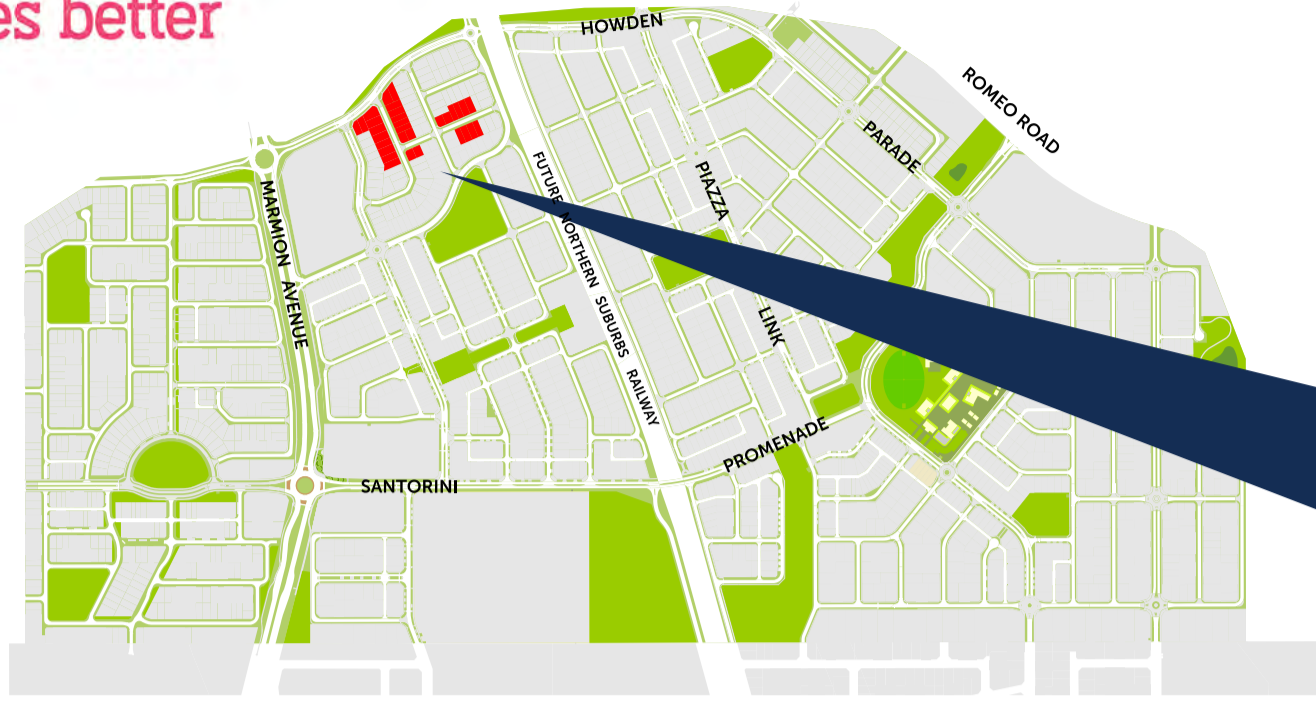 es better
HOWDEN
ROMEO ROAD
PARADE
PIAZZA
MARMION AVENUE
FUTURE NORTHERN SUBURBS RAILWAY
LINK
PROMENADE
SANTORINI